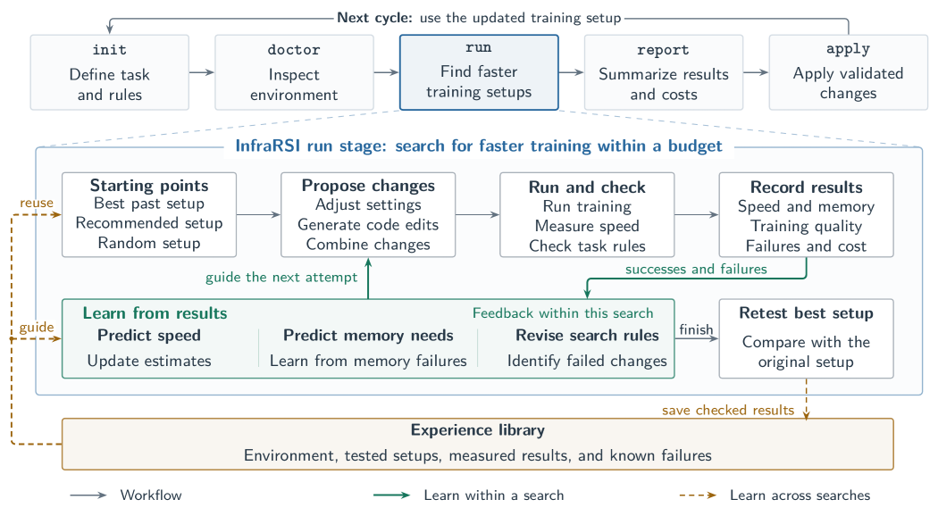 Next cycle: use the updated training setup
init
Define task
and rules
doctor
Inspect
environment
run
Find faster
training setups
report
Summarize results
and costs
apply
Apply validated
changes
InfraRSI run stage: search for faster training within a budget
reuse
Starting points
Best past setup
Recommended setup
Random setup
Propose changes
Adjust settings
Generate code edits
Combine changes
Run and check
Run training
Measure speed
Check task rules
Record results
Speed and memory
Training quality
Failures and cost
guide the next attempt
successes and failures
guide
Learn from results
Feedback within this search
Predict speed
Update estimates
Predict memory needs
Learn from memory failures
Revise search rules
Identify failed changes
finish
Retest best setup
Compare with the
original setup
save checked results
Experience library
Environment, tested setups, measured results, and known failures
Workflow
Learn within a search
Learn across searches